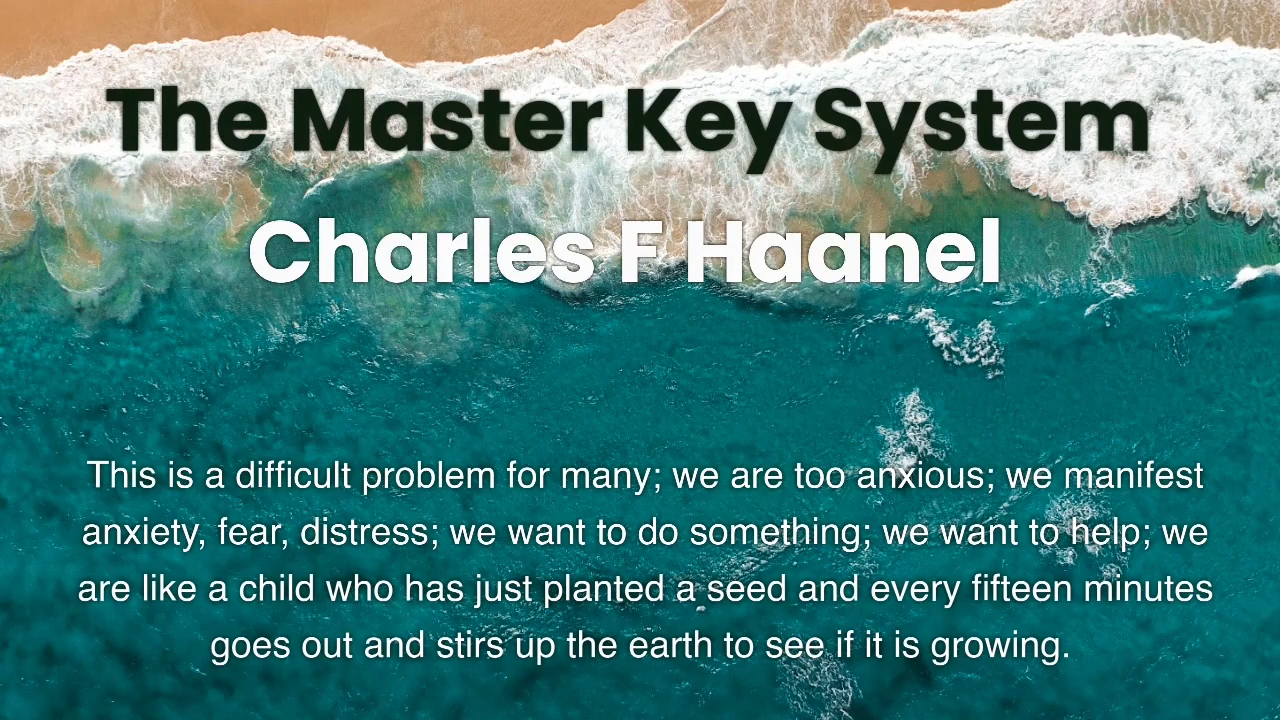 The Master Key System
Charles F Haanel
This is a difficult problem for many; we are too anxious; we manifest
anxiety, fear, distress; we want to do something; we want to help; we
are like a child who has just planted a seed and every fifteen minutes
goes out and stirs up the earth to see if it is growing.